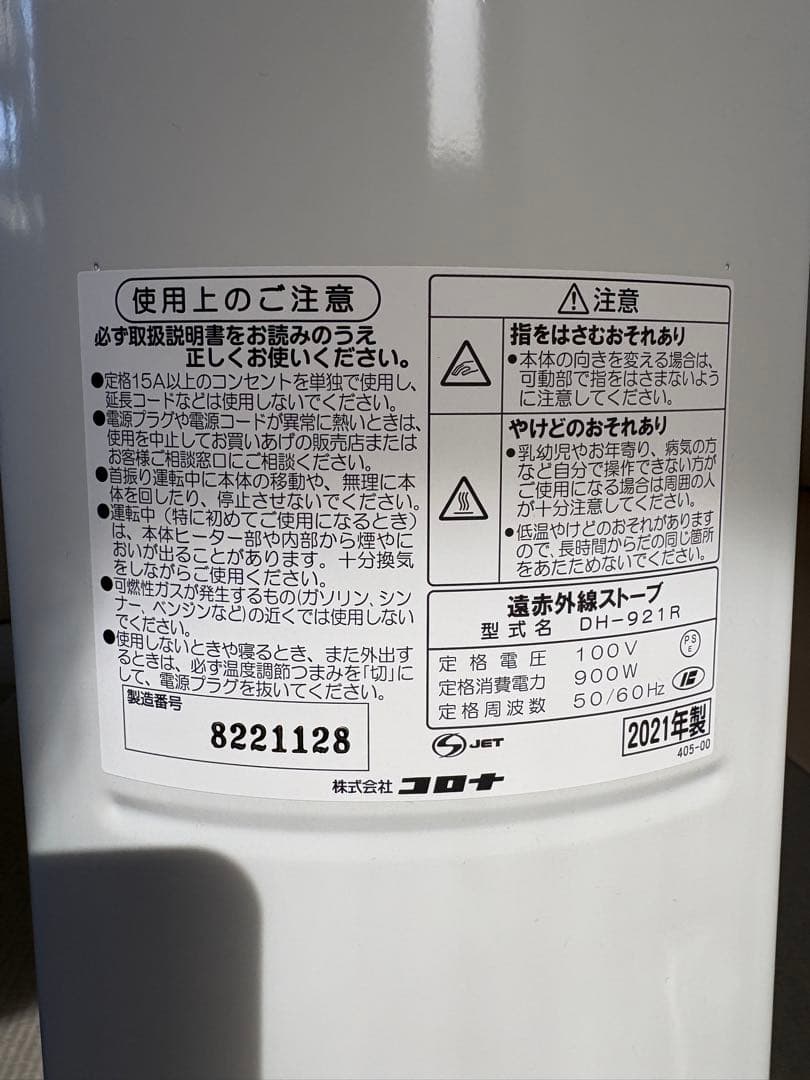 使用上のご注意
必ず取扱説明書をお読みのうえ
正しくお使いください。
●定格15A以上のコンセントを単独で使用し、
延長コードなどは使用しないでください。
●電源プラグや電源コードが異常に熱いときは、
使用を中止してお買いあげの販売店または
お客様ご相談窓口にご相談ください。
●首振り運転中に本体の移動や、無理に本
体を回したり、停止させないでください。
●運転中（特に初めてご使用になるとき）
は、本体ヒーター部や内部から煙やに
おいが出ることがあります。十分換気
をしながらご使用ください。
●可燃性ガスが発生するもの(ガソリン、シン
ナー、ベンジンなど)の近くでは使用しない
でください。
●使用しないときや寝るとき、また外出す
るときは、必ず温度調節つまみを「切」に
して、電源プラグを抜いてください。
製造番号
8221128
注意
指をはさむおそれあり
●本体の向きを変える場合は、
可動部で指をはさまないよう
に注意してください。
やけどのおそれあり
●乳幼児やお年寄り、病気の方
など自分で操作できない方が
ご使用になる場合は周囲の人
が十分注意してください。
●低温やけどのおそれがあります
ので、長時間からだの同じ箇所
をあたためないでください。
遠赤外線ストーブ
型式名 DH-921R
定格電圧 100V
定格消費電力 900W
定格周波数 50/60Hz
PSE
S JET
2021年製
405-00
株式会社 コロナ